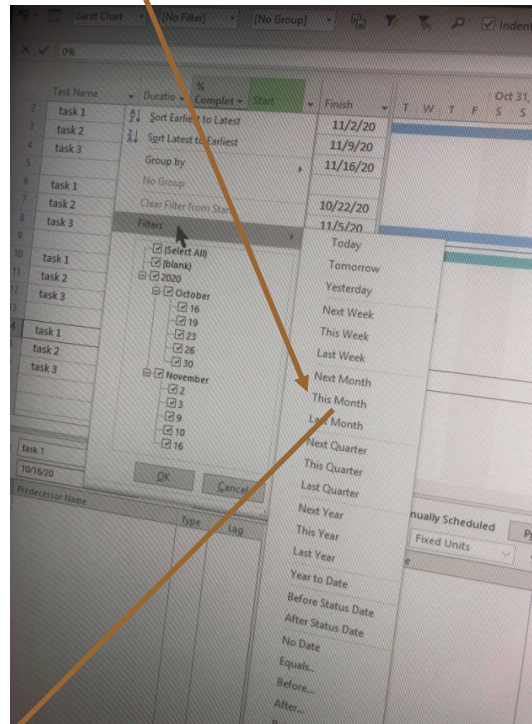 Gantt Chart [No Filter] [No Group] Indent
0%
Oct 31,
Task Name Duratio % Complet Start Finish T W T F S S
2 task 1 11/2/20
3 task 2 11/9/20
4 task 3 11/16/20
5
6 task 1 10/22/20
7 task 2 11/5/20
8 task 3
9
10 task 1
11 task 2
12 task 3
task 1
task 2
task 3
Sort Earliest to Latest
Sort Latest to Earliest
Group by
No Group
Clear Filter from Start
Filters
(Select All)
(blank)
2020
October
16
19
23
26
30
November
2
3
9
10
16
OK Cancel
Today
Tomorrow
Yesterday
Next Week
This Week
Last Week
Next Month
This Month
Last Month
Next Quarter
This Quarter
Last Quarter
Next Year
This Year
Last Year
Year to Date
Before Status Date
After Status Date
No Date
Equals...
Before...
After...
task 1
10/16/20
Predecessor Name Type Lag
nually Scheduled
Fixed Units